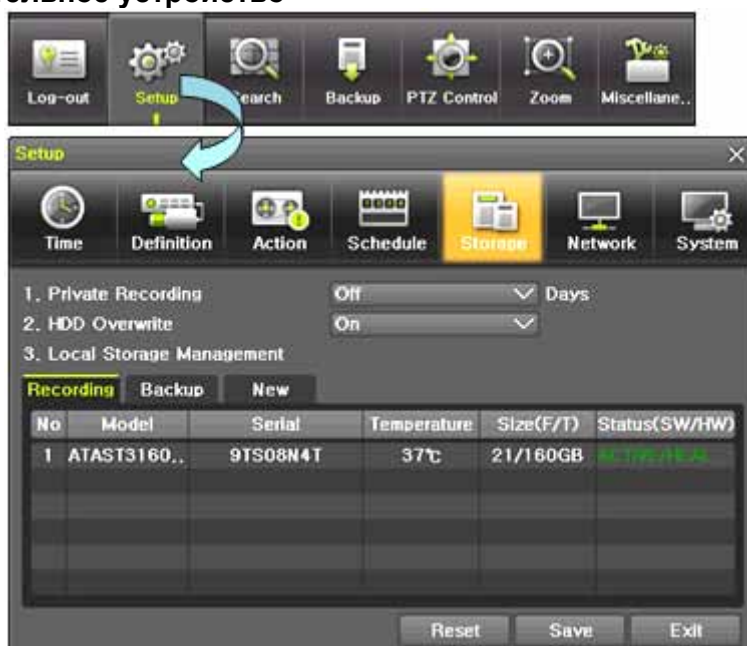 ельное устройство
Log-out Setup Search Backup PTZ Control Zoom Miscellane..
Setup
Time Definition Action Schedule Storage Network System
1. Private Recording Off Days
2. HDD Overwrite On
3. Local Storage Management
Recording Backup New
No Model Serial Temperature Size(F/T) Status(SW/HW)
1 ATAST3160.. 9TS08N4T 37℃ 21/160GB
Reset Save Exit